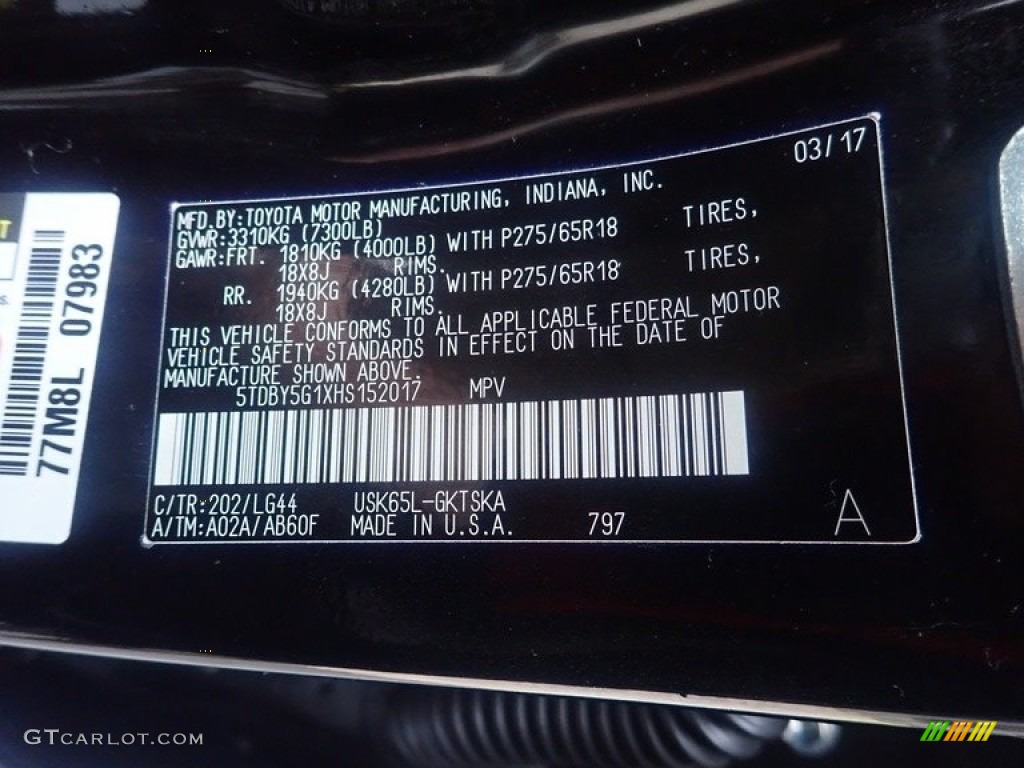 03/17
MFD.BY:TOYOTA MOTOR MANUFACTURING, INDIANA, INC.
GVWR:3310KG (7300LB)
GAWR:FRT. 1810KG (4000LB) WITH P275/65R18 TIRES,
18X8J RIMS.
RR. 1940KG (4280LB) WITH P275/65R18 TIRES,
18X8J RIMS.
THIS VEHICLE CONFORMS TO ALL APPLICABLE FEDERAL MOTOR
VEHICLE SAFETY STANDARDS IN EFFECT ON THE DATE OF
MANUFACTURE SHOWN ABOVE.
5TDBY5G1XHS152017 MPV
C/TR:202/LG44 USK65L-GKTSKA
A/TM:A02A/AB60F MADE IN U.S.A. 797 A
77M8L 07983
GTCARLOT.COM